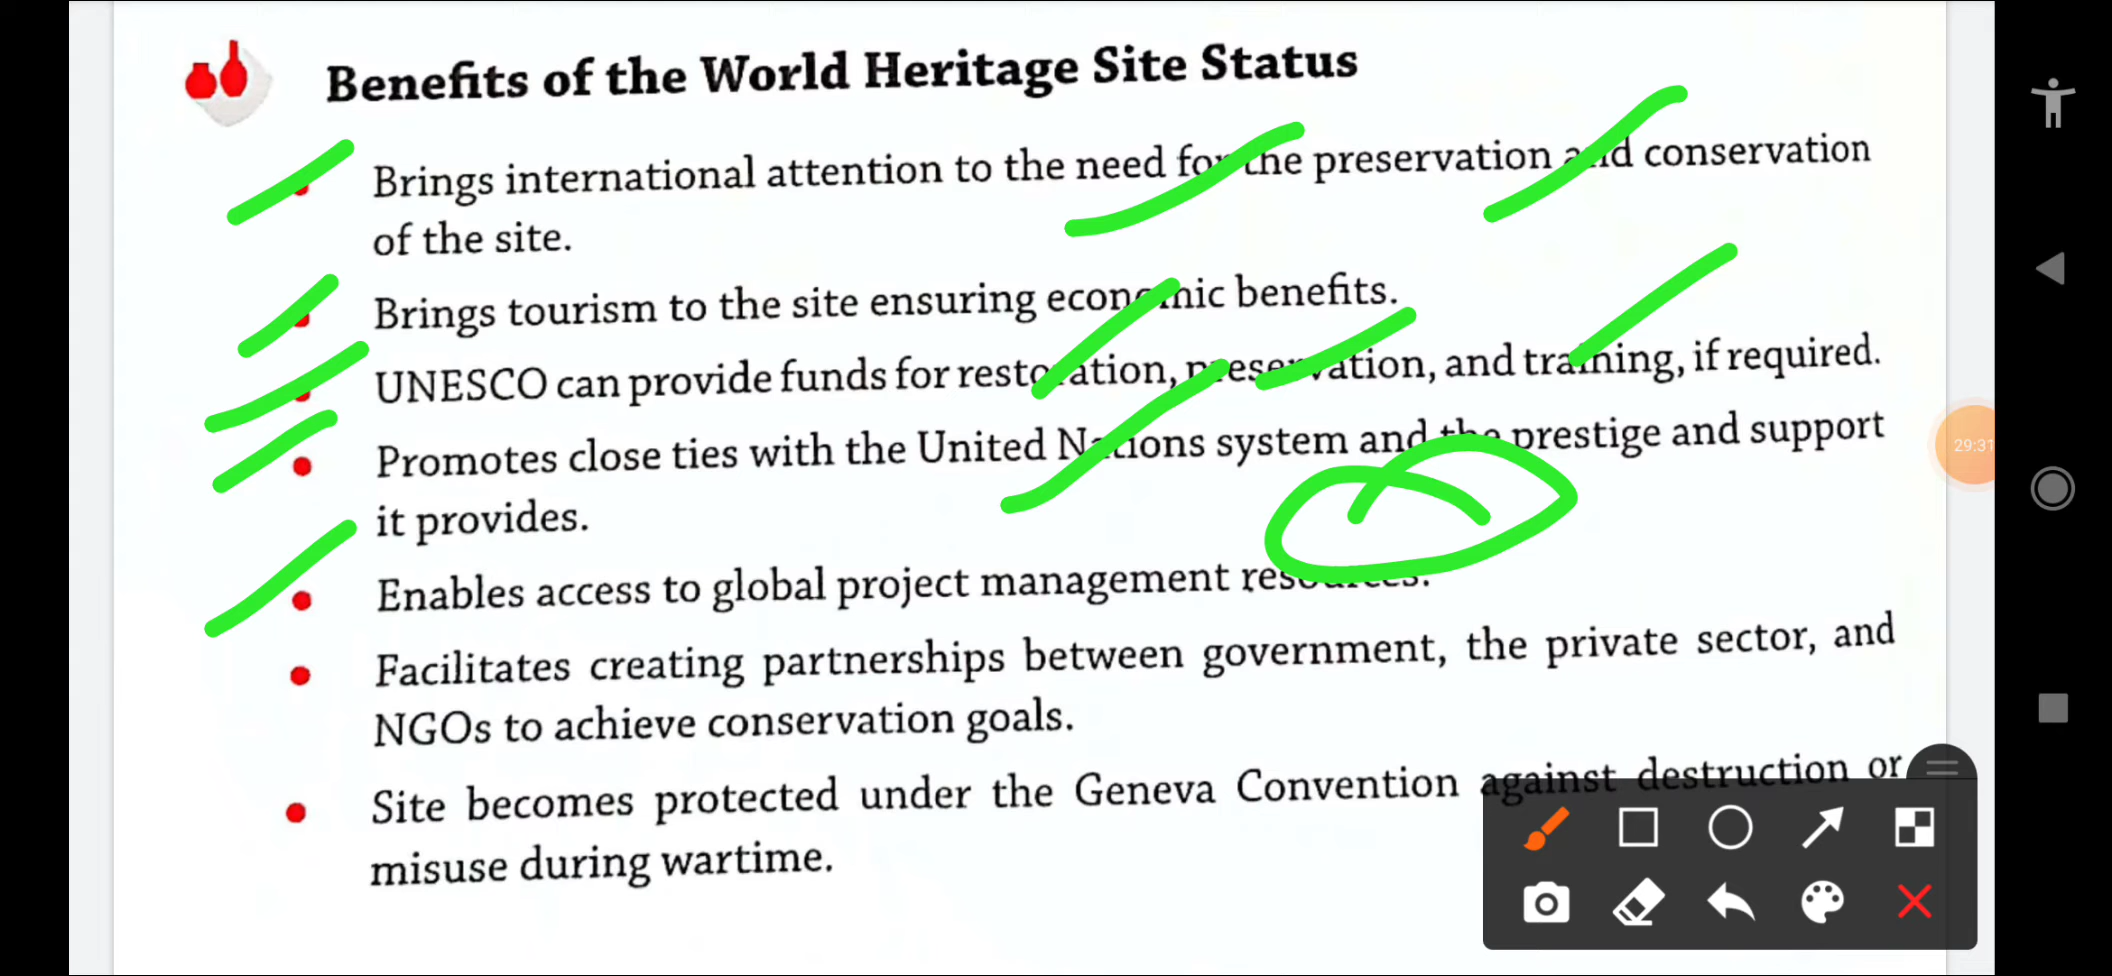 Benefits of the World Heritage Site Status
Brings international attention to the need for the preservation and conservation
of the site.
Brings tourism to the site ensuring economic benefits.
UNESCO can provide funds for restoration, preservation, and training, if required.
Promotes close ties with the United Nations system and the prestige and support
it provides.
Enables access to global project management resources.
Facilitates creating partnerships between government, the private sector, and
NGOs to achieve conservation goals.
Site becomes protected under the Geneva Convention against destruction or
misuse during wartime.
29:31